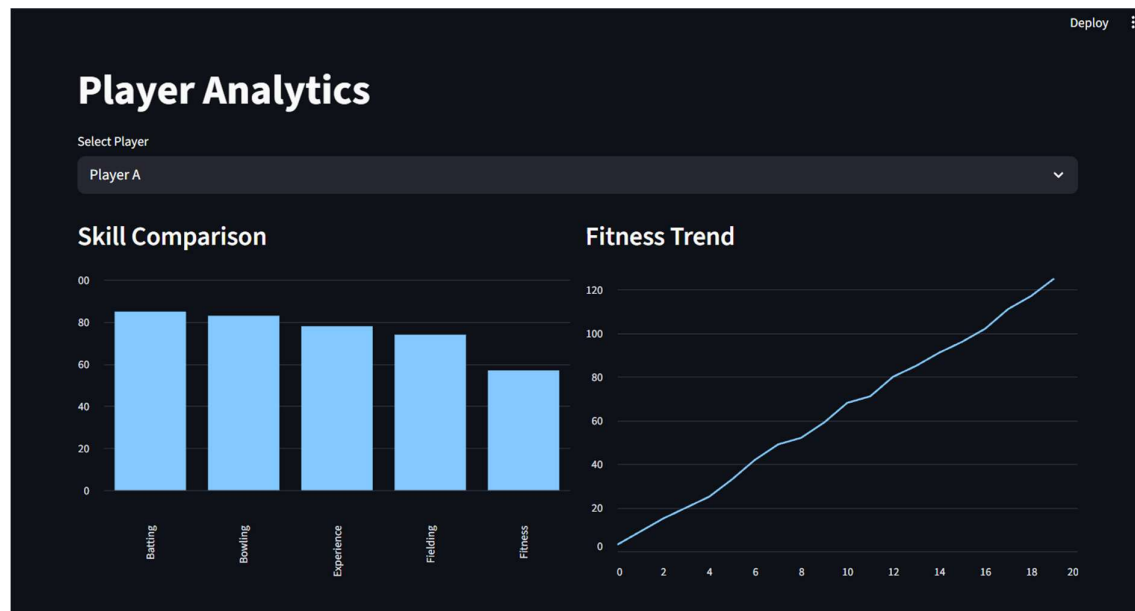 Deploy
Player Analytics
Select Player
Player A
Skill Comparison
00
80
60
40
20
0
Batting
Bowling
Experience
Fielding
Fitness
Fitness Trend
120
100
80
60
40
20
0
0 2 4 6 8 10 12 14 16 18 20